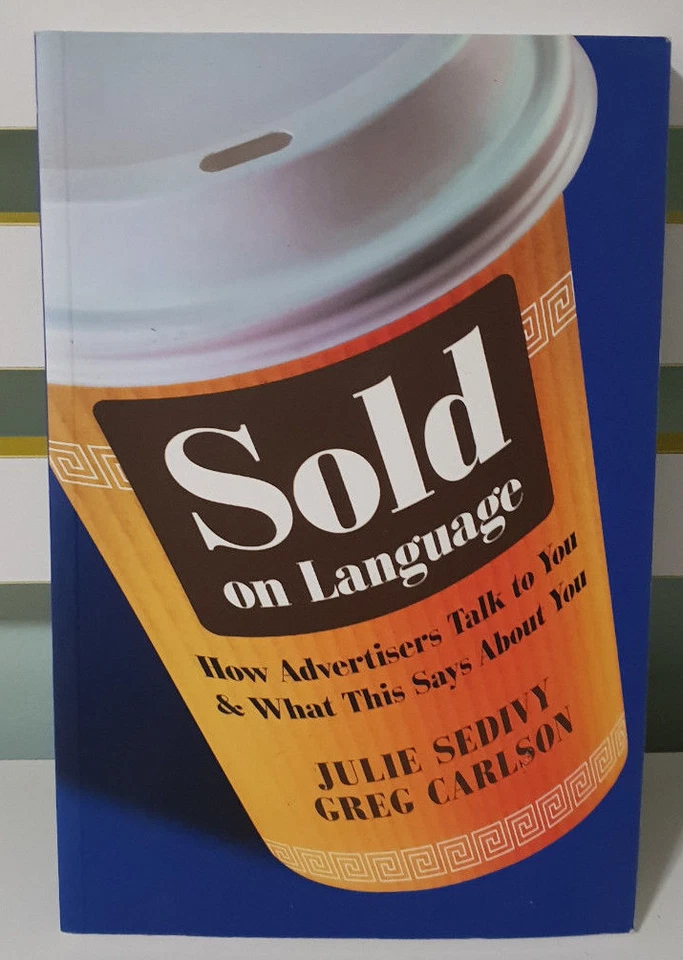 Sold
on Language
How Advertisers Talk to You
& What This Says About You
JULIE SEDIVY
GREG CARLSON